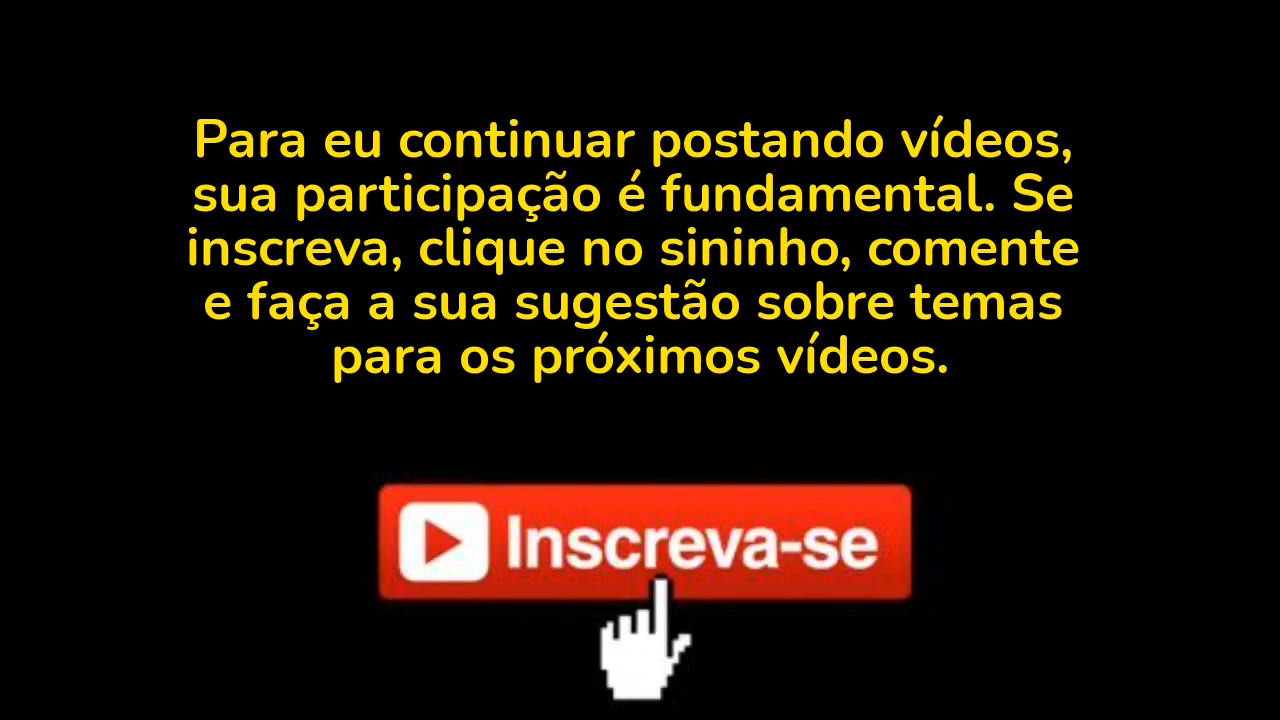 Para eu continuar postando vídeos,
sua participação é fundamental. Se
inscreva, clique no sininho, comente
e faça a sua sugestão sobre temas
para os próximos vídeos.
Inscreva-se